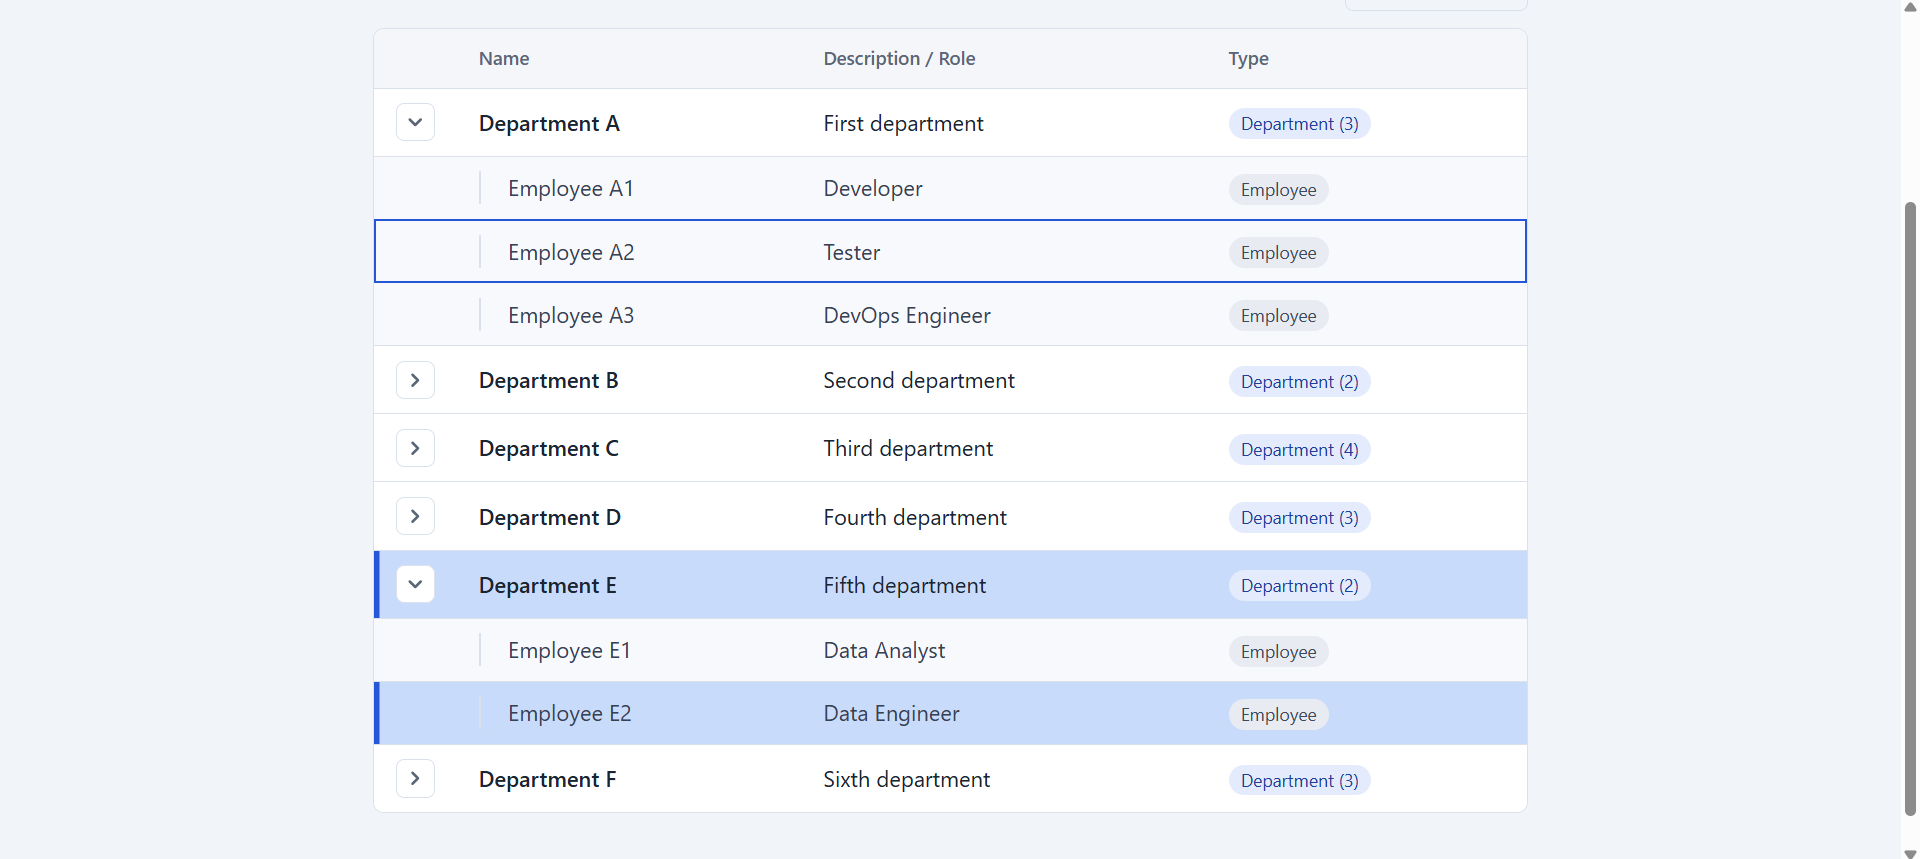 Name Description / Role Type
Department A First department Department (3)
Employee A1 Developer Employee
Employee A2 Tester Employee
Employee A3 DevOps Engineer Employee
Department B Second department Department (2)
Department C Third department Department (4)
Department D Fourth department Department (3)
Department E Fifth department Department (2)
Employee E1 Data Analyst Employee
Employee E2 Data Engineer Employee
Department F Sixth department Department (3)